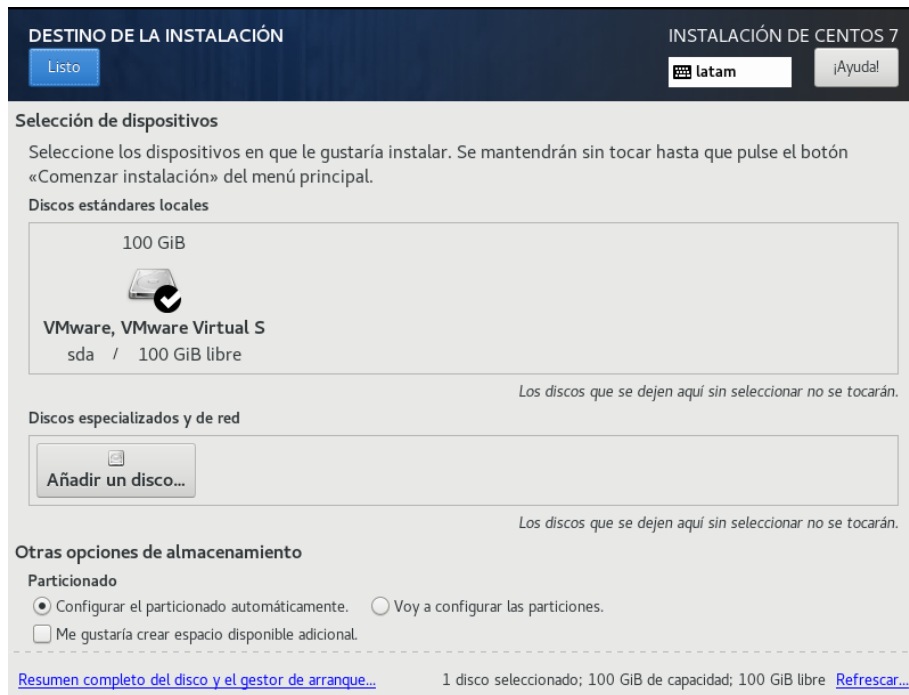 DESTINO DE LA INSTALACIÓN
INSTALACIÓN DE CENTOS 7
Listo
latam
¡Ayuda!
Selección de dispositivos
Seleccione los dispositivos en que le gustaría instalar. Se mantendrán sin tocar hasta que pulse el botón
«Comenzar instalación» del menú principal.
Discos estándares locales
100 GiB
VMware, VMware Virtual S
sda / 100 GiB libre
Los discos que se dejen aquí sin seleccionar no se tocarán.
Discos especializados y de red
Añadir un disco...
Los discos que se dejen aquí sin seleccionar no se tocarán.
Otras opciones de almacenamiento
Particionado
Configurar el particionado automáticamente. Voy a configurar las particiones.
Me gustaría crear espacio disponible adicional.
Resumen completo del disco y el gestor de arranque... 1 disco seleccionado; 100 GiB de capacidad; 100 GiB libre Refrescar...